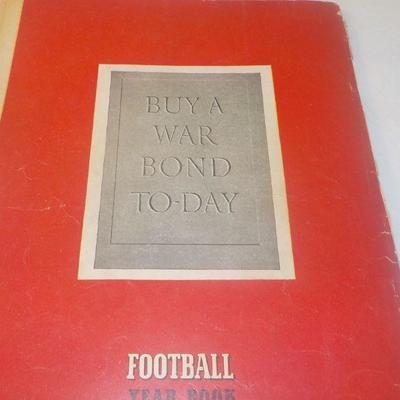 BUY A
WAR
BOND
TO-DAY
FOOTBALL
YEAR BOOK